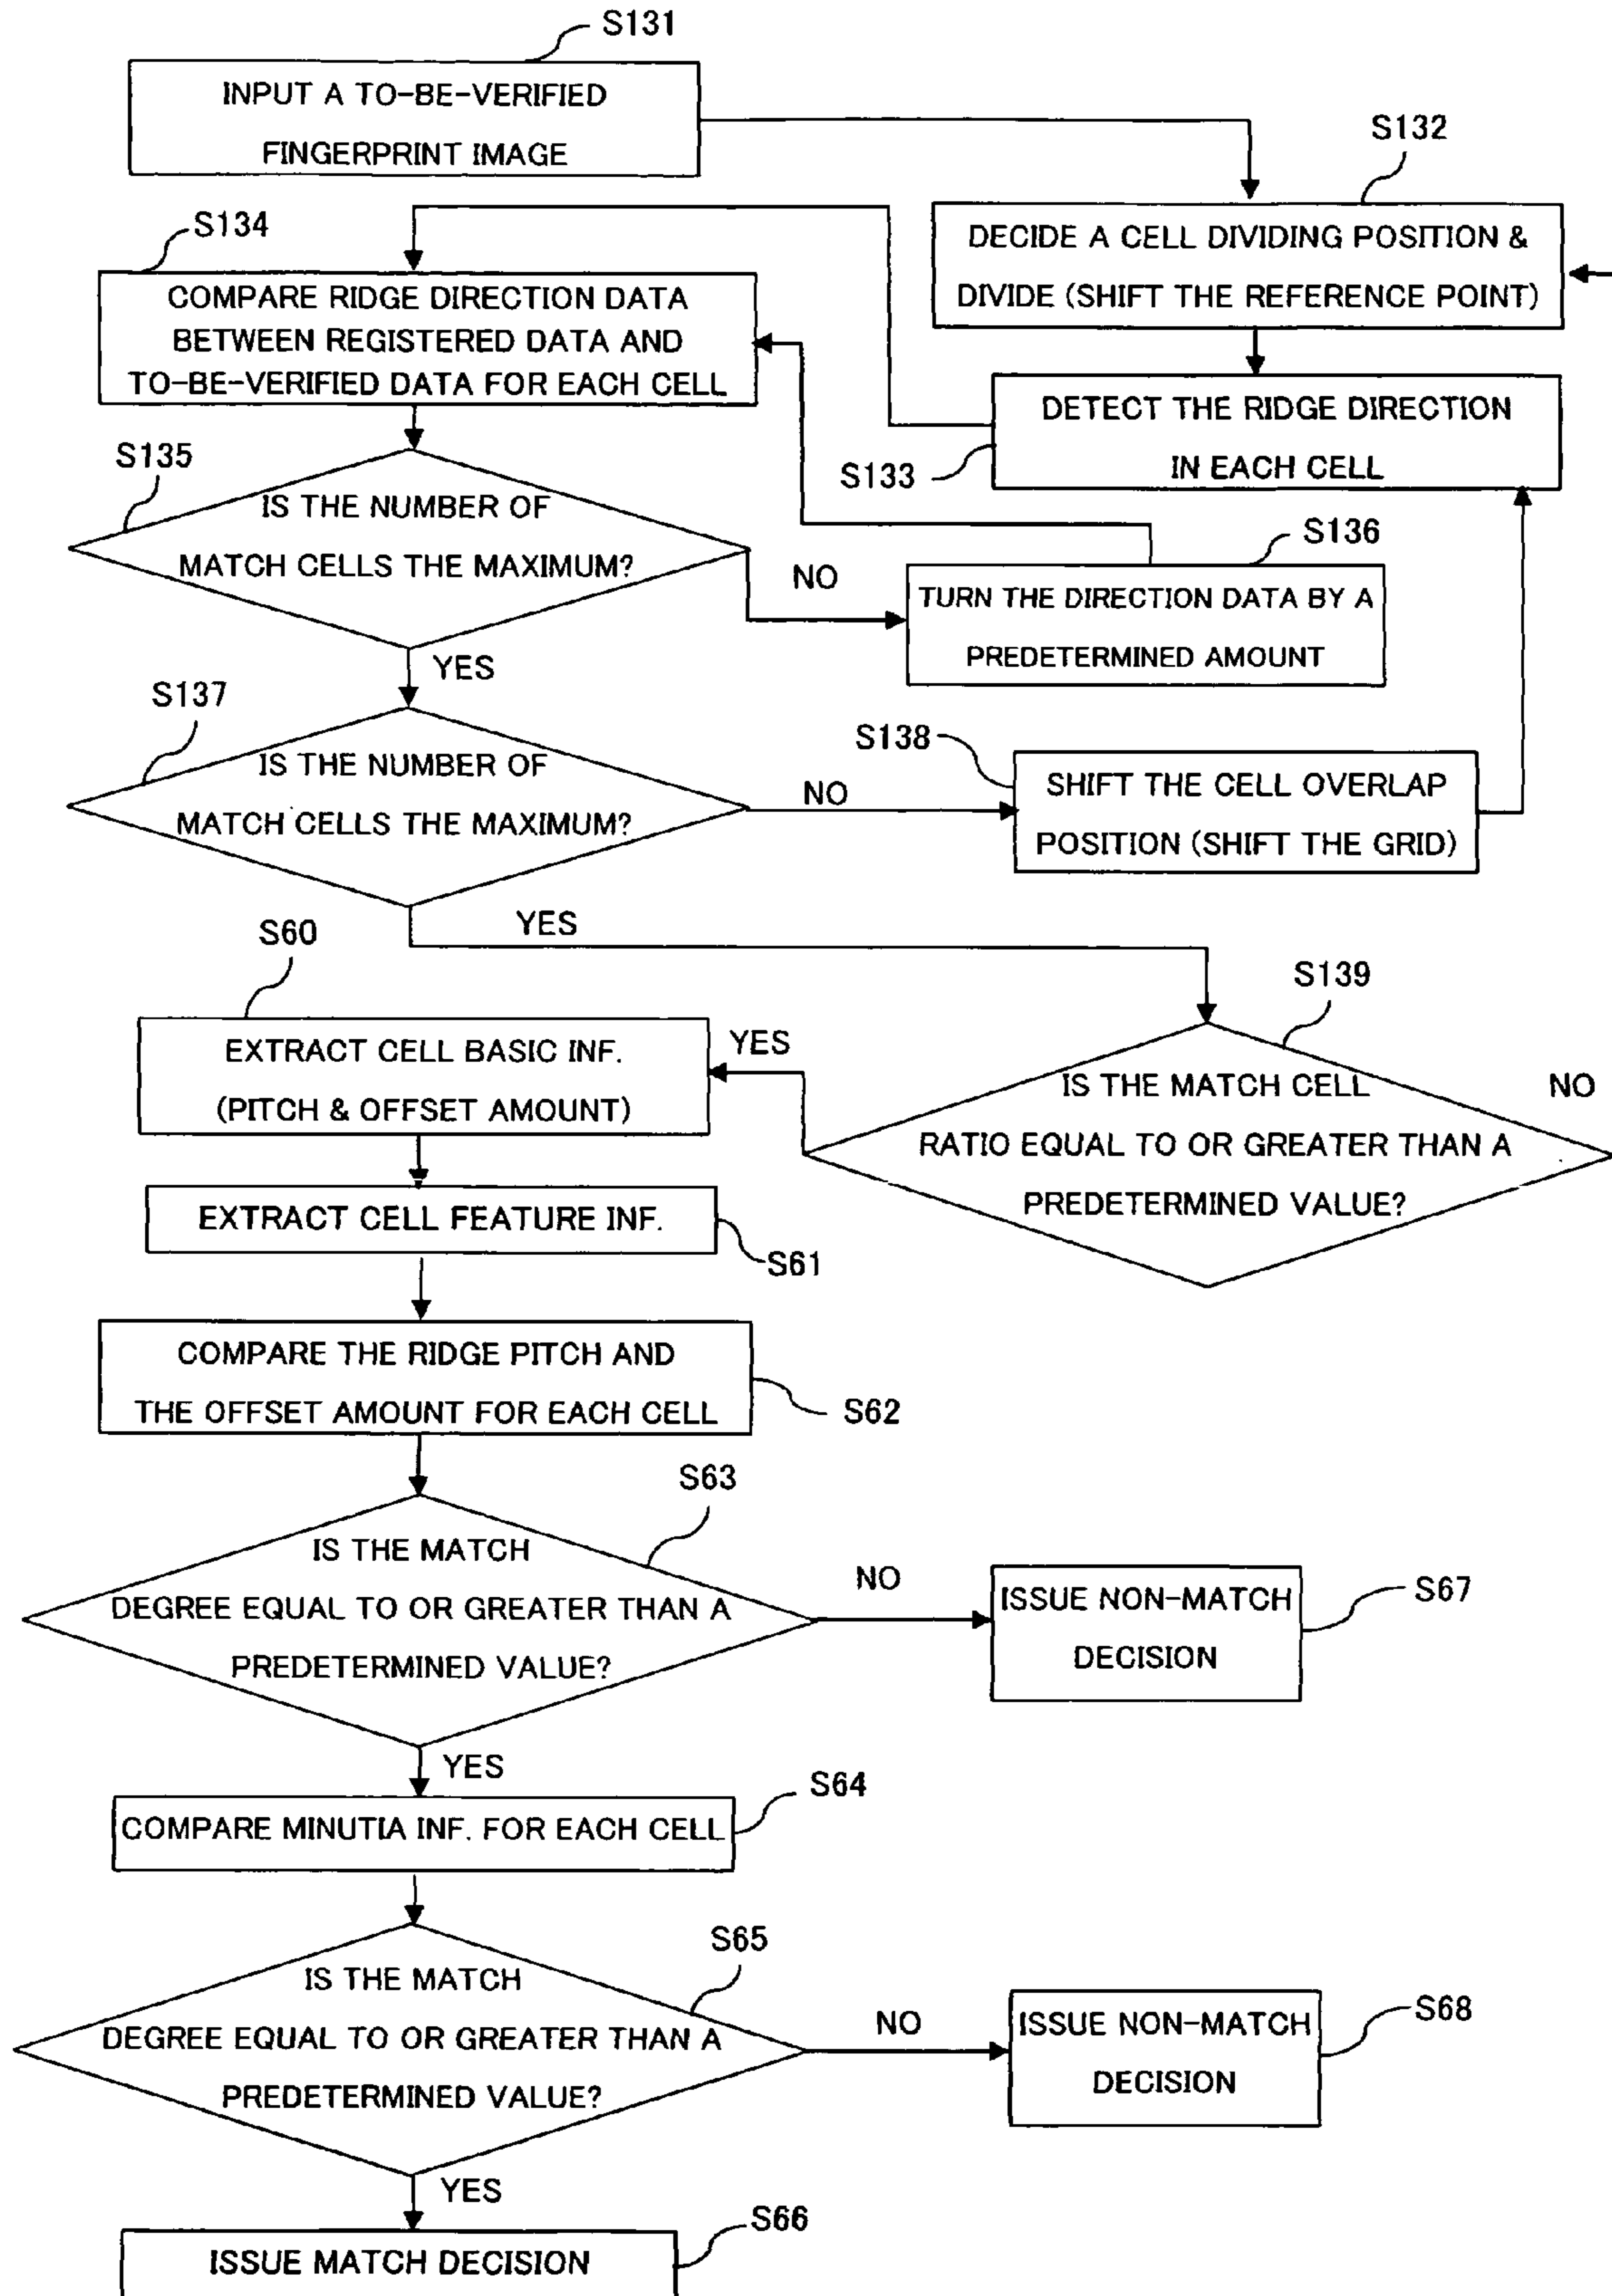 S131
INPUT A TO-BE-VERIFIED
FINGERPRINT IMAGE
S132
DECIDE A CELL DIVIDING POSITION &
DIVIDE (SHIFT THE REFERENCE POINT)
S134
COMPARE RIDGE DIRECTION DATA
BETWEEN REGISTERED DATA AND
TO-BE-VERIFIED DATA FOR EACH CELL
DETECT THE RIDGE DIRECTION
IN EACH CELL
S133
S135
IS THE NUMBER OF
MATCH CELLS THE MAXIMUM?
NO
S136
TURN THE DIRECTION DATA BY A
PREDETERMINED AMOUNT
YES
S137
IS THE NUMBER OF
MATCH CELLS THE MAXIMUM?
NO
S138
SHIFT THE CELL OVERLAP
POSITION (SHIFT THE GRID)
YES
S139
IS THE MATCH CELL
RATIO EQUAL TO OR GREATER THAN A
PREDETERMINED VALUE?
NO
YES
S60
EXTRACT CELL BASIC INF.
(PITCH & OFFSET AMOUNT)
EXTRACT CELL FEATURE INF.
S61
COMPARE THE RIDGE PITCH AND
THE OFFSET AMOUNT FOR EACH CELL
S62
S63
IS THE MATCH
DEGREE EQUAL TO OR GREATER THAN A
PREDETERMINED VALUE?
NO
ISSUE NON-MATCH
DECISION
S67
YES
S64
COMPARE MINUTIA INF. FOR EACH CELL
S65
IS THE MATCH
DEGREE EQUAL TO OR GREATER THAN A
PREDETERMINED VALUE?
NO
ISSUE NON-MATCH
DECISION
S68
YES
S66
ISSUE MATCH DECISION